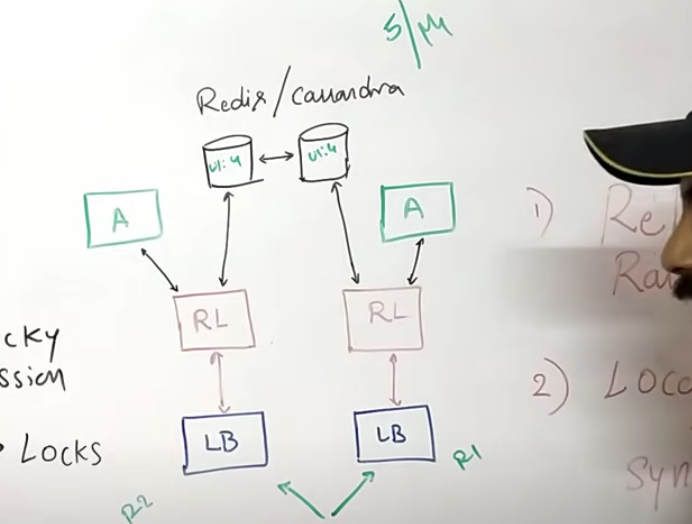 5/M
Redis/Cassandra
U1:4
U1:4
A
A
1) Re
Ra
RL
RL
cky
ssion
2) Loca
LB
LB
Locks
R1
Syn
R2